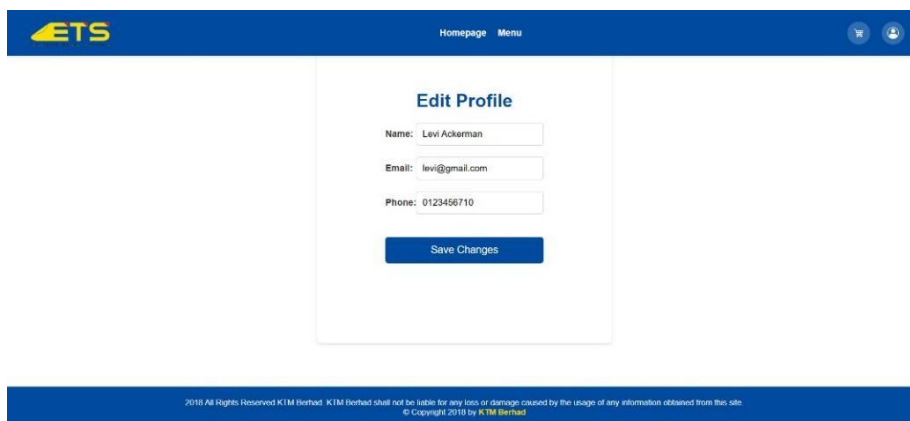 ETS
Homepage Menu
Edit Profile
Name: Levi Ackerman
Email: levi@gmail.com
Phone: 0123456710
Save Changes
2018 All Rights Reserved KTM Berhad. KTM Berhad shall not be liable for any loss or damage caused by the usage of any information obtained from this site.
© Copyright 2018 by KTM Berhad